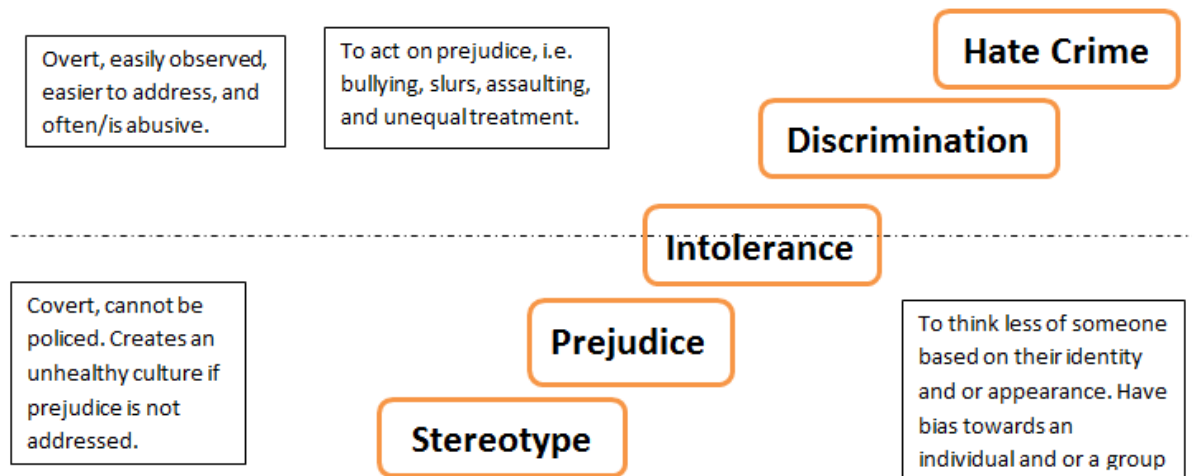 Overt, easily observed,
easier to address, and
often/is abusive.
To act on prejudice, i.e.
bullying, slurs, assaulting,
and unequal treatment.
Hate Crime
Discrimination
Intolerance
Covert, cannot be
policed. Creates an
unhealthy culture if
prejudice is not
addressed.
Prejudice
Stereotype
To think less of someone
based on their identity
and or appearance. Have
bias towards an
individual and or a group